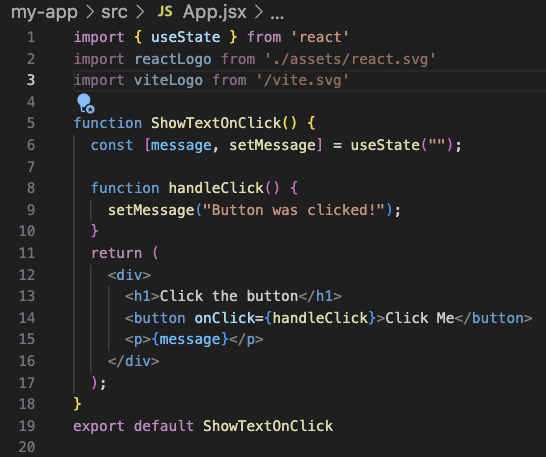 my-app > src > JS App.jsx > ...
1 import { useState } from 'react'
2 import reactLogo from './assets/react.svg'
3 import viteLogo from '/vite.svg'
4
5 function ShowTextOnClick() {
6 const [message, setMessage] = useState("");
7
8 function handleClick() {
9 setMessage("Button was clicked!");
10 }
11 return (
12 <div>
13 <h1>Click the button</h1>
14 <button onClick={handleClick}>Click Me</button>
15 <p>{message}</p>
16 </div>
17 );
18 }
19 export default ShowTextOnClick
20